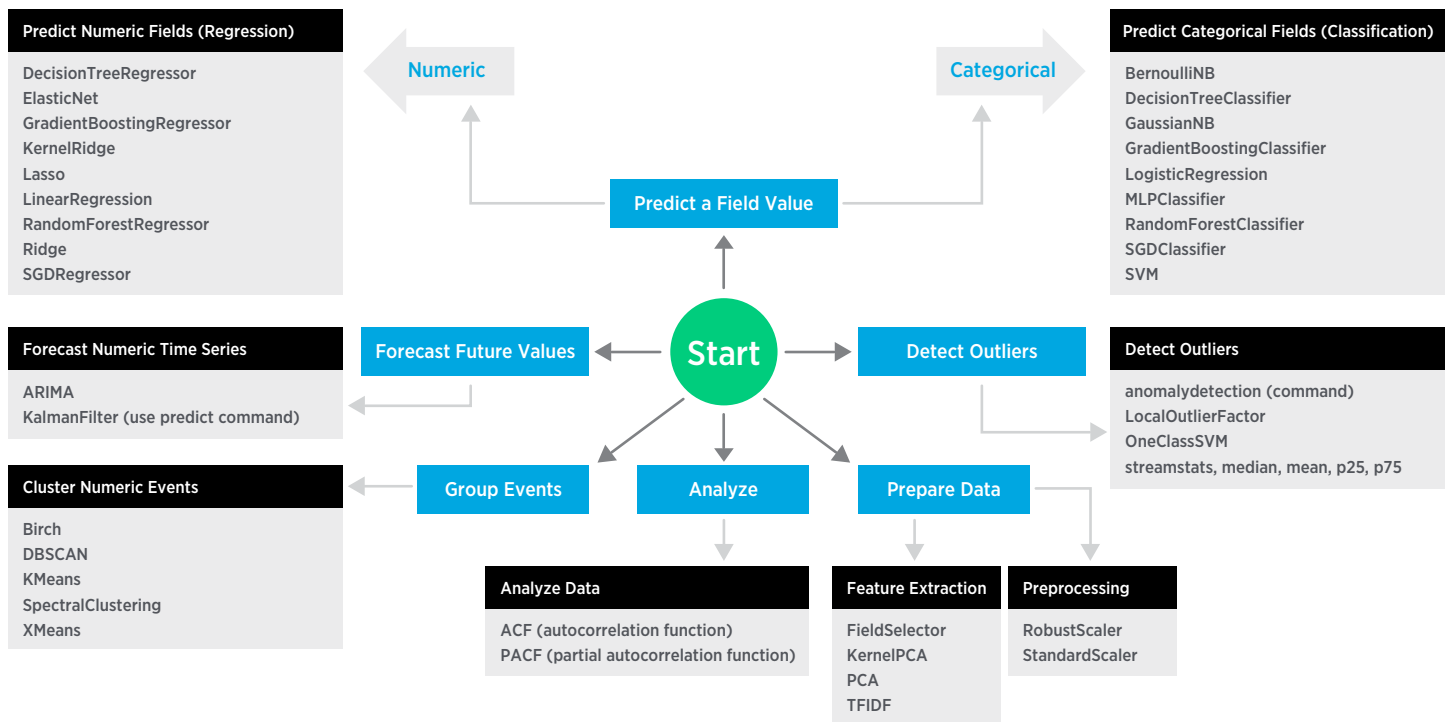 Predict Numeric Fields (Regression)
DecisionTreeRegressor
ElasticNet
GradientBoostingRegressor
KernelRidge
Lasso
LinearRegression
RandomForestRegressor
Ridge
SGDRegressor
Numeric
Categorical
Predict Categorical Fields (Classification)
BernoulliNB
DecisionTreeClassifier
GaussianNB
GradientBoostingClassifier
LogisticRegression
MLPClassifier
RandomForestClassifier
SGDClassifier
SVM
Predict a Field Value
Forecast Numeric Time Series
ARIMA
KalmanFilter (use predict command)
Forecast Future Values
Start
Detect Outliers
Detect Outliers
anomalydetection (command)
LocalOutlierFactor
OneClassSVM
streamstats, median, mean, p25, p75
Cluster Numeric Events
Birch
DBSCAN
KMeans
SpectralClustering
XMeans
Group Events
Analyze
Prepare Data
Analyze Data
ACF (autocorrelation function)
PACF (partial autocorrelation function)
Feature Extraction
FieldSelector
KernelPCA
PCA
TFIDF
Preprocessing
RobustScaler
StandardScaler